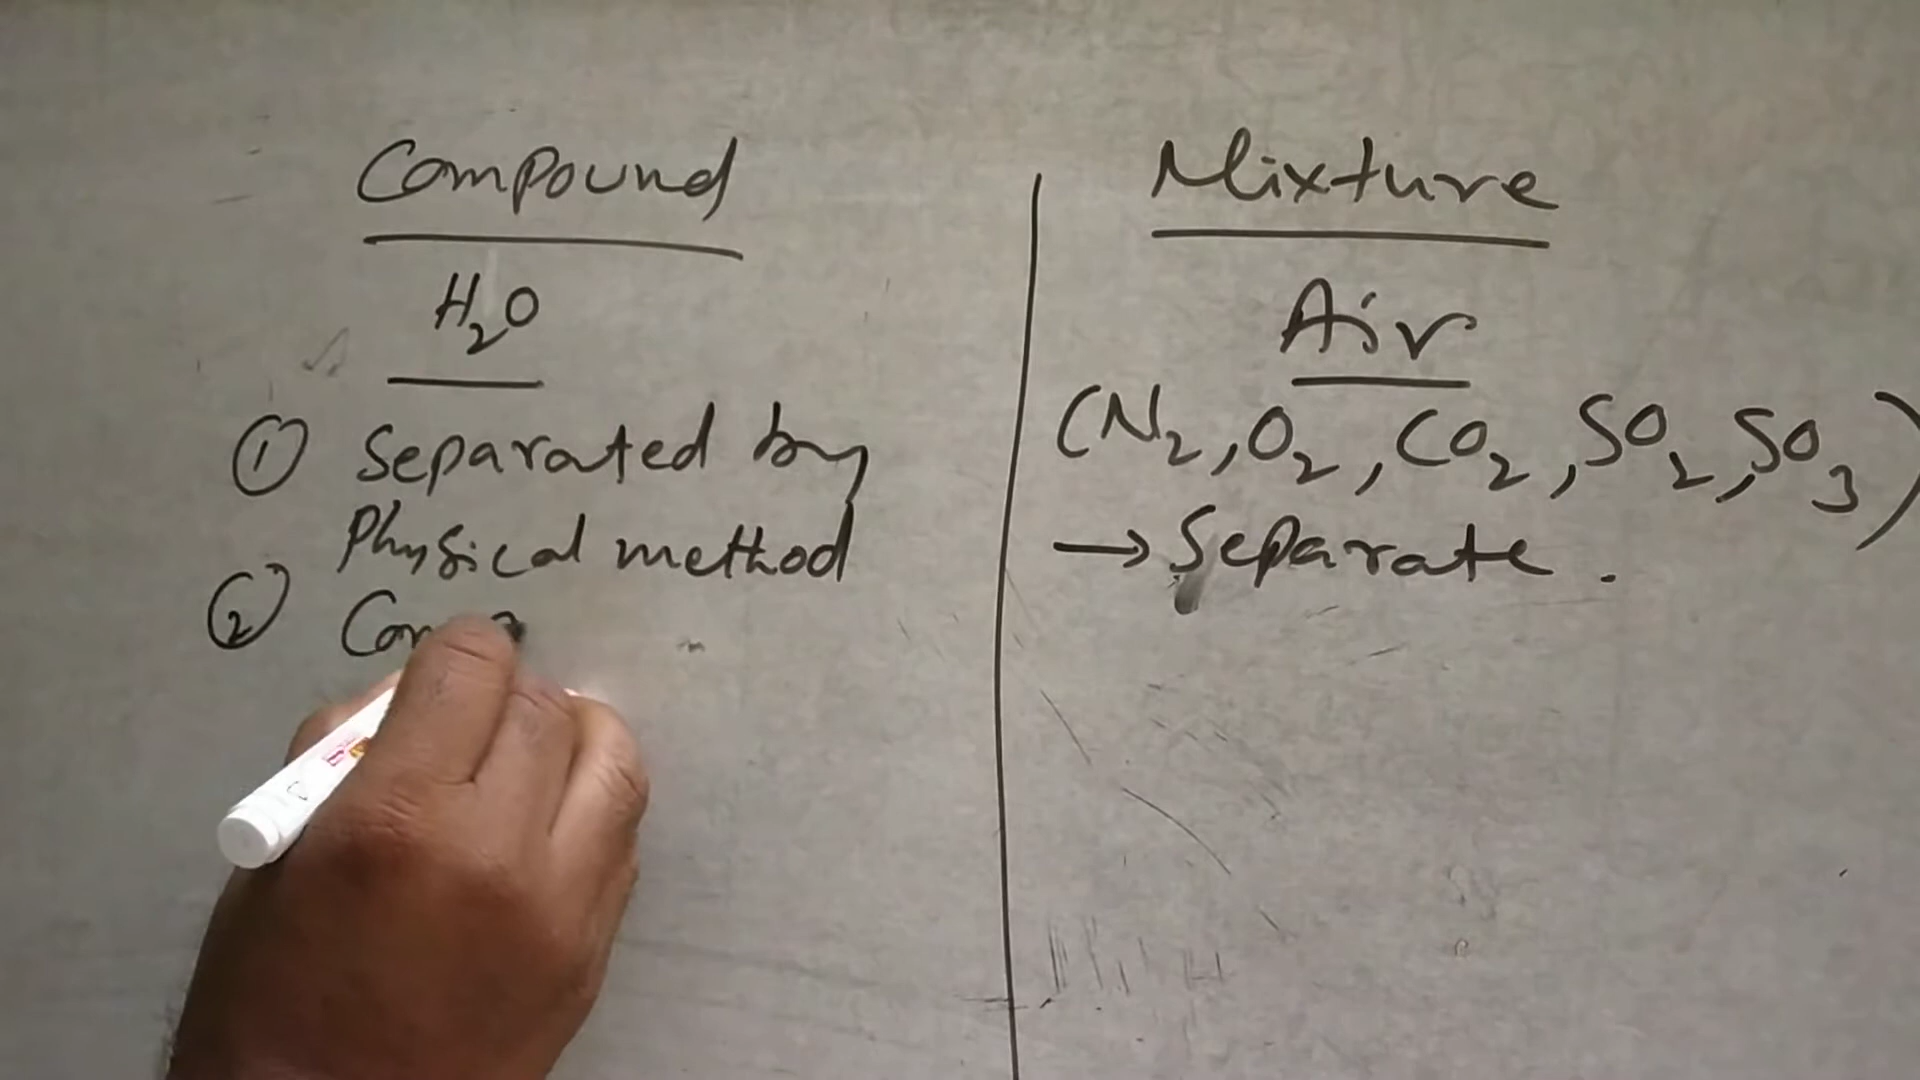 Compound
H₂O
① Separated by
Physical method
②
Mixture
Air
(N₂, O₂, CO₂, SO₂, SO₃)
→ Separate.